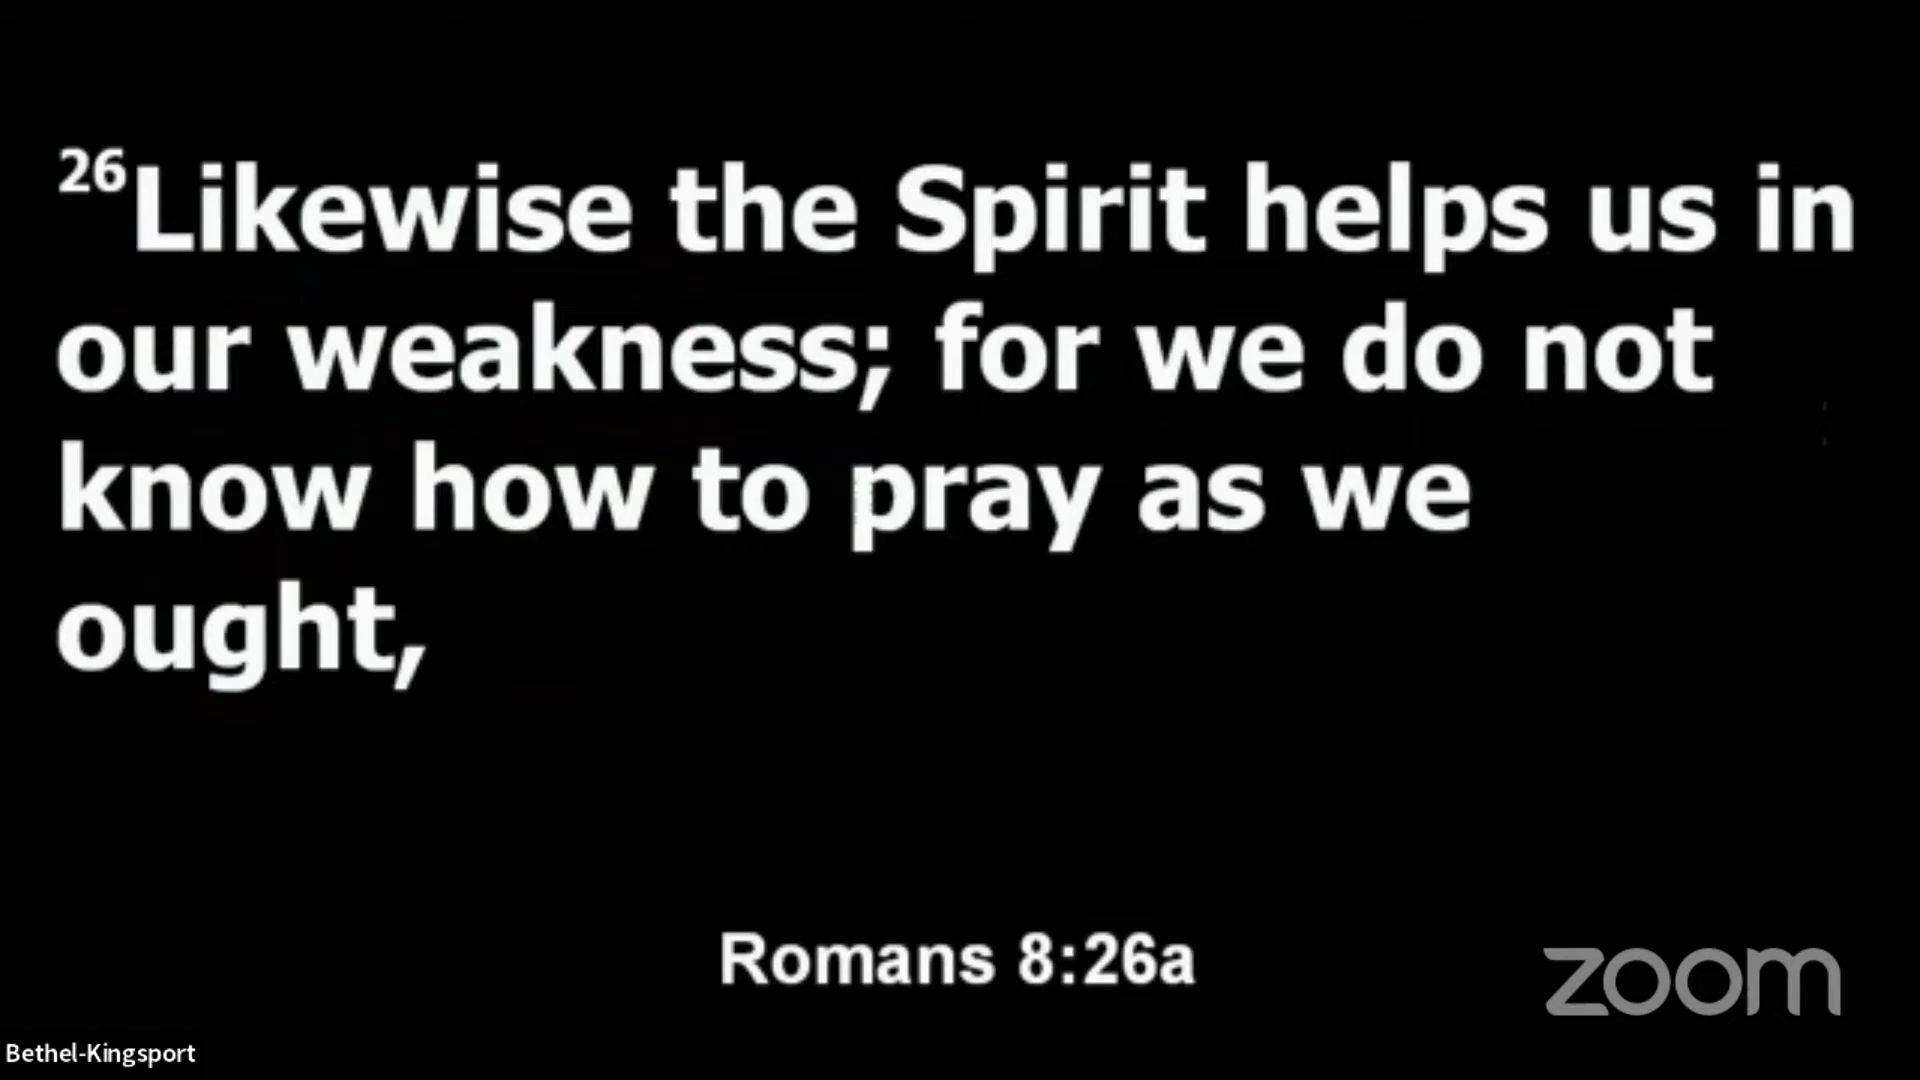 26Likewise the Spirit helps us in
our weakness; for we do not
know how to pray as we
ought,
Romans 8:26a
zoom
Bethel-Kingsport